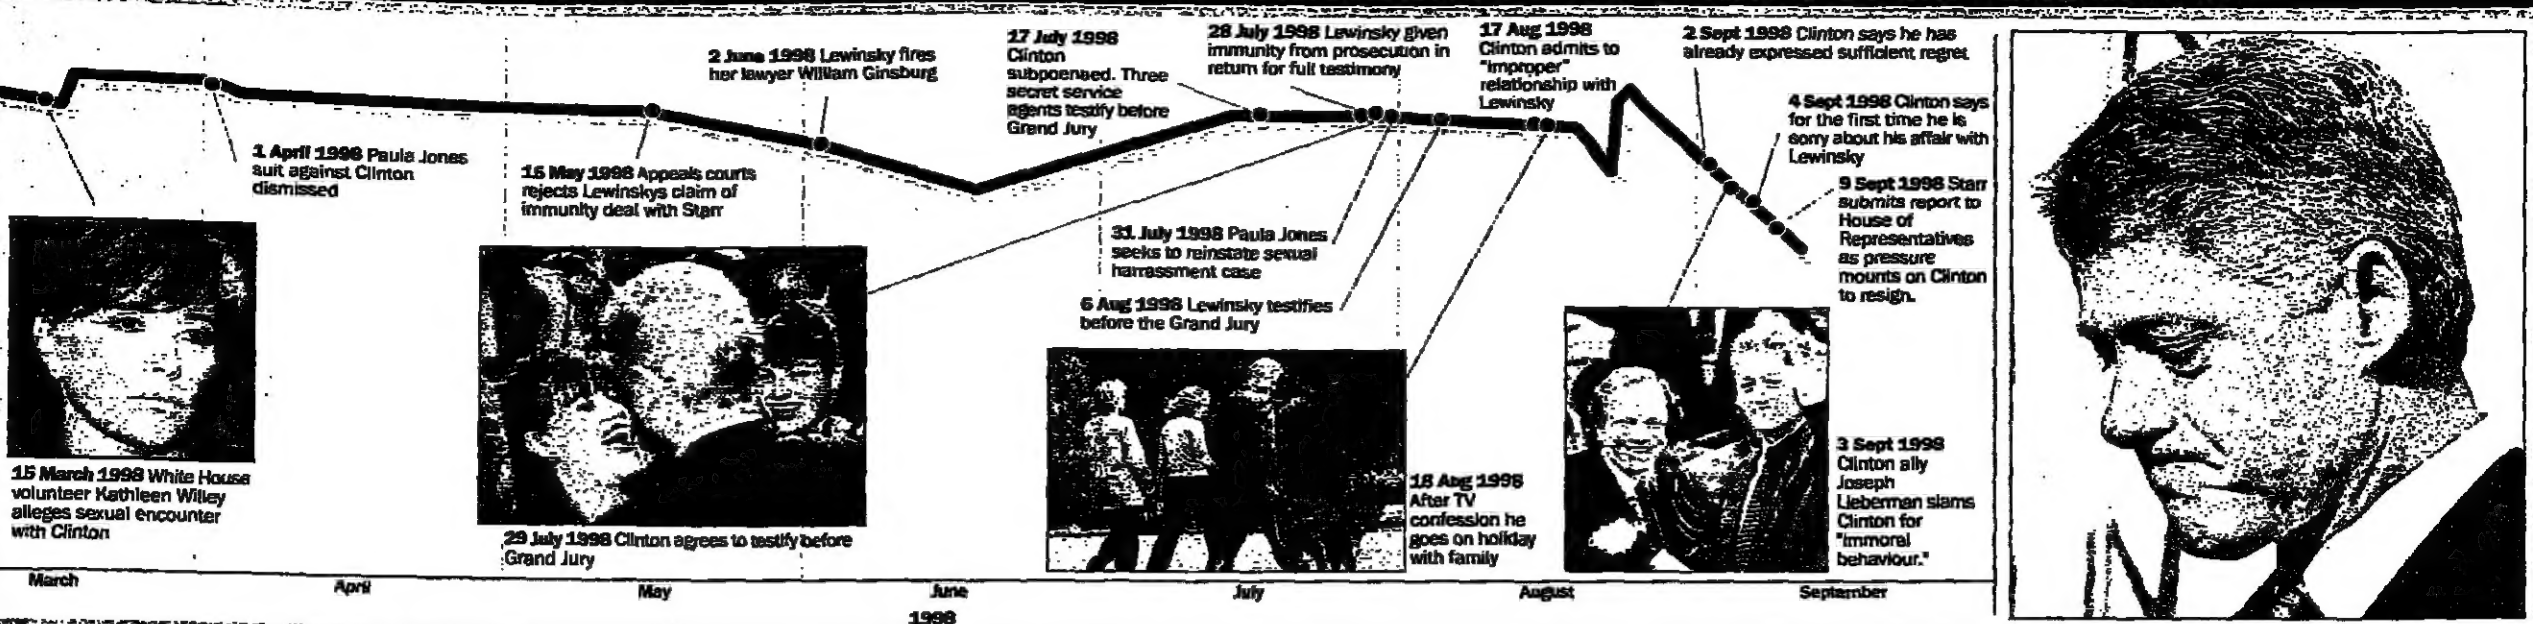 2 June 1998 Lewinsky fires
her lawyer William Ginsburg
17 July 1998
Clinton
subpoenaed. Three
secret service
agents testify before
Grand Jury
28 July 1998 Lewinsky given
immunity from prosecution in
return for full testimony
17 Aug 1998
Clinton admits to
"improper"
relationship with
Lewinsky
2 Sept 1998 Clinton says he has
already expressed sufficient regret
4 Sept 1998 Clinton says
for the first time he is
sorry about his affair with
Lewinsky
1 April 1998 Paula Jones
suit against Clinton
dismissed
15 May 1998 Appeals courts
rejects Lewinskys claim of
immunity deal with Starr
9 Sept 1998 Starr
submits report to
House of
Representatives
as pressure
mounts on Clinton
to resign.
31 July 1998 Paula Jones
seeks to reinstate sexual
harrassment case
6 Aug 1998 Lewinsky testifies
before the Grand Jury
15 March 1998 White House
volunteer Kathleen Willey
alleges sexual encounter
with Clinton
29 July 1998 Clinton agrees to testify before
Grand Jury
18 Aug 1998
After TV
confession he
goes on holiday
with family
3 Sept 1998
Clinton ally
Joseph
Lieberman slams
Clinton for
"immoral
behaviour."
March
April
May
June
July
August
September
1998